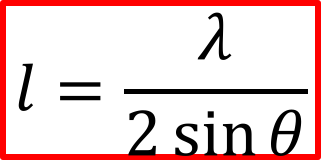 l = λ / 2 sin θ